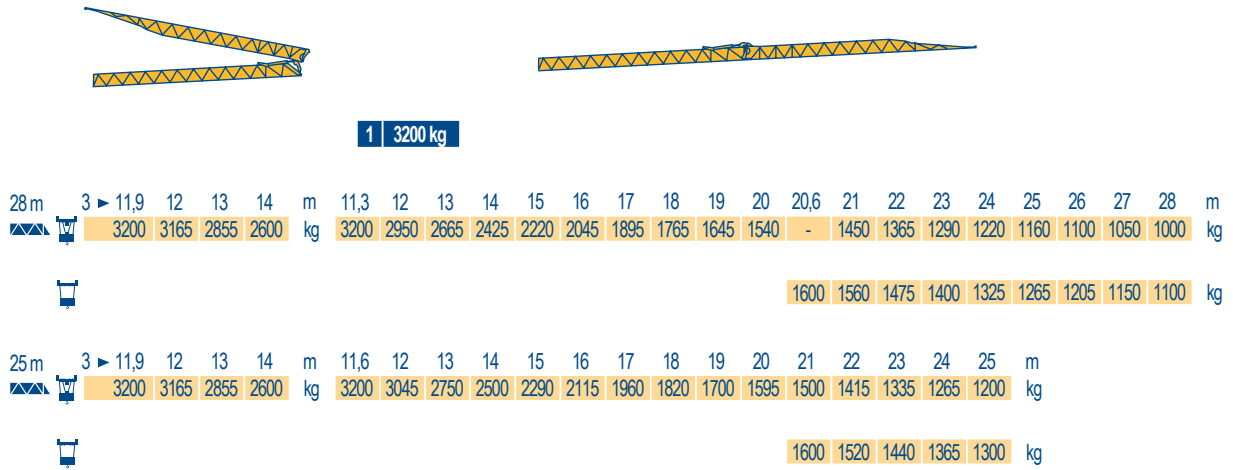 1 3200 kg
28 m 3 ► 11,9 12 13 14 m 11,3 12 13 14 15 16 17 18 19 20 20,6 21 22 23 24 25 26 27 28 m
3200 3165 2855 2600 kg 3200 2950 2665 2425 2220 2045 1895 1765 1645 1540 - 1450 1365 1290 1220 1160 1100 1050 1000 kg
1600 1560 1475 1400 1325 1265 1205 1150 1100 kg
25 m 3 ► 11,9 12 13 14 m 11,6 12 13 14 15 16 17 18 19 20 21 22 23 24 25 m
3200 3165 2855 2600 kg 3200 3045 2750 2500 2290 2115 1960 1820 1700 1595 1500 1415 1335 1265 1200 kg
1600 1520 1440 1365 1300 kg